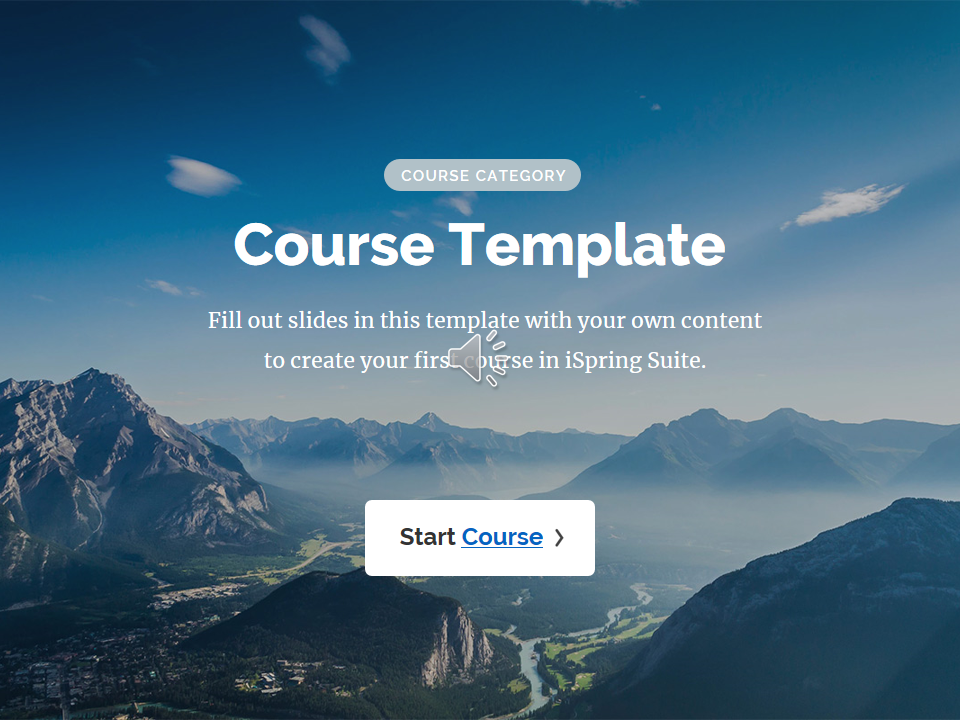 COURSE CATEGORY
Course Template
Fill out slides in this template with your own content
to create your first course in iSpring Suite.
Start Course